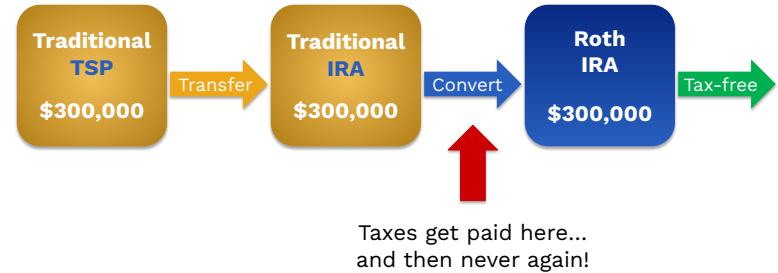 Traditional
TSP
$300,000
Transfer
Traditional
IRA
$300,000
Convert
Roth
IRA
$300,000
Tax-free
Taxes get paid here...
and then never again!